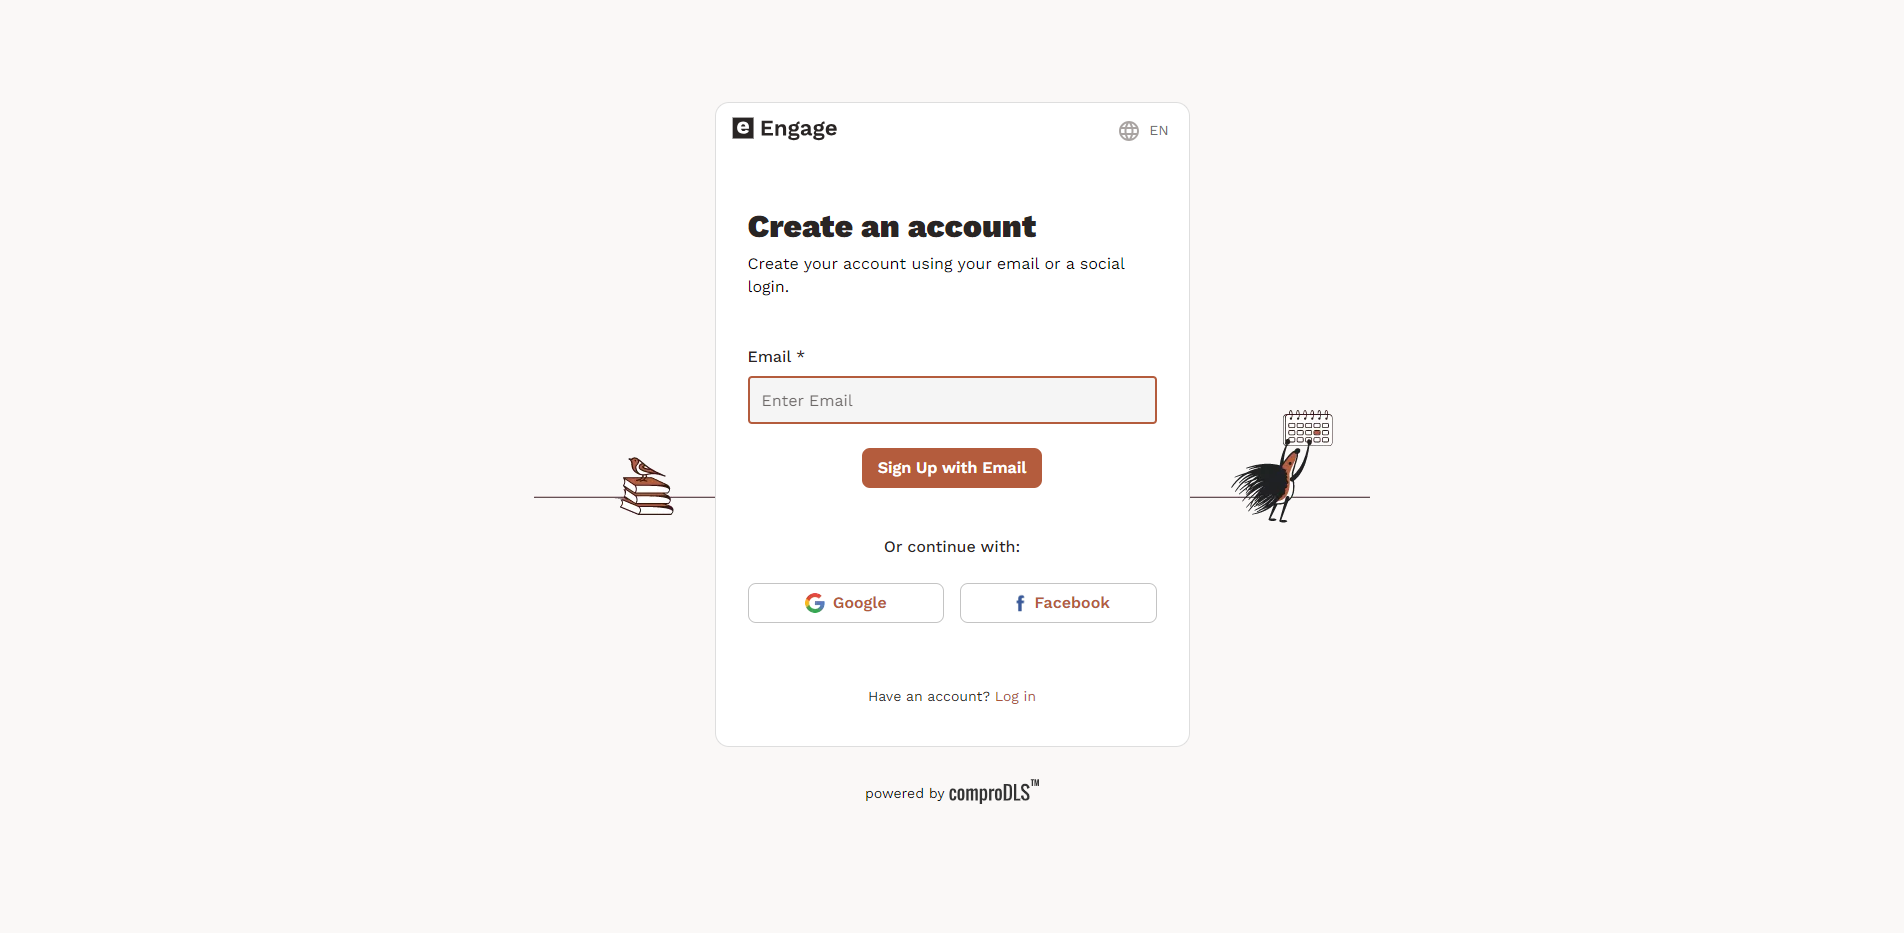 e Engage
EN
Create an account
Create your account using your email or a social
login.
Email *
Enter Email
Sign Up with Email
Or continue with:
Google
Facebook
Have an account? Log in
powered by comproDLS™